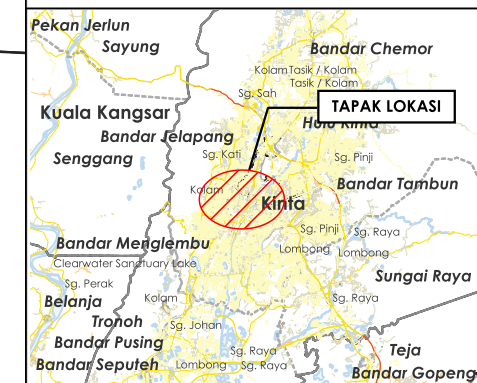 Pekan Jerlun
Sayung
Bandar Chemor
Kolam
Tasik / Kolam
Tasik / Kolam
Sg. Sah
TAPAK LOKASI
Kuala Kangsar
Hulu Kinta
Bandar Jelapang
Senggang
Sg. Kati
Sg. Pinji
Kolam
Bandar Tambun
Kinta
Sg. Pinji
Sg. Raya
Bandar Menglembu
Lombong
Lombong
Clearwater Sanctuary Lake
Sungai Raya
Sg. Perak
Belanja
Kolam
Sg. Raya
Tronoh
Sg. Johan
Bandar Pusing
Sg. Raya
Teja
Bandar Seputeh
Lombong
Sg. Raya
Bandar Gopeng